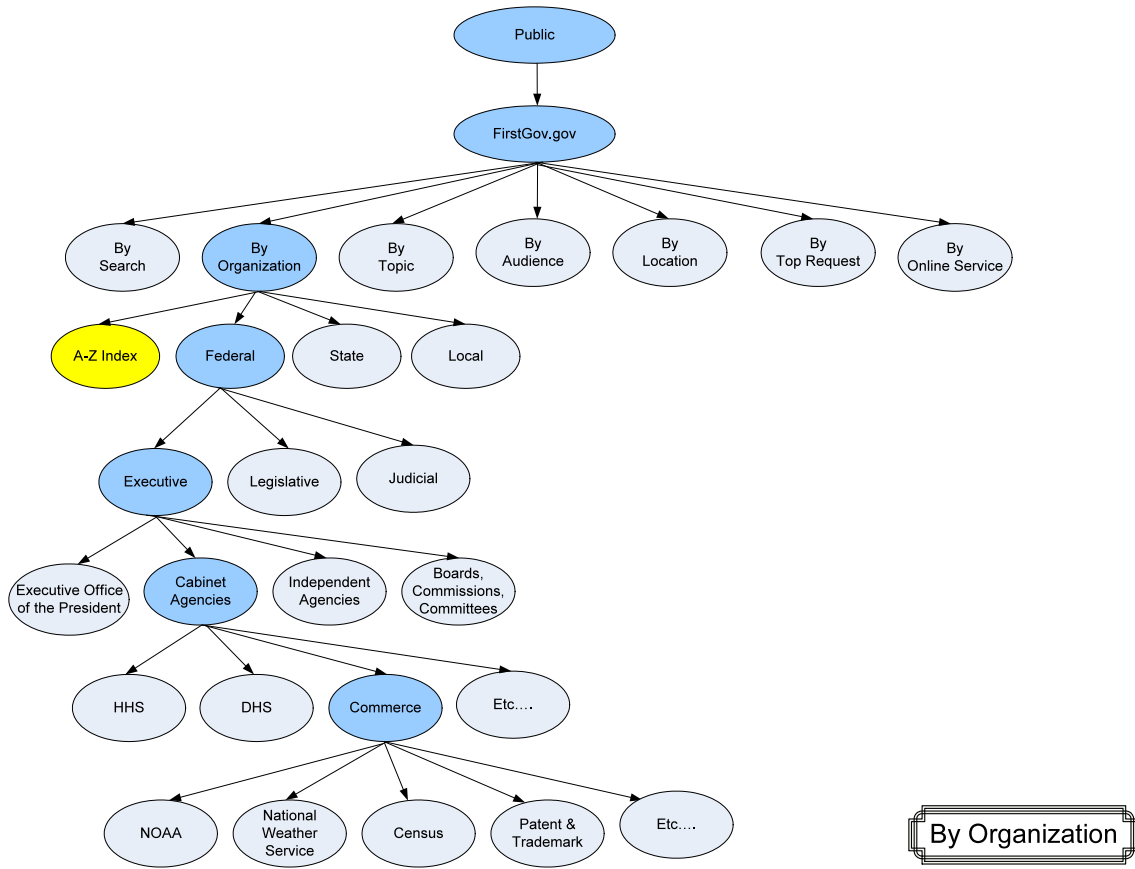 Public
FirstGov.gov
By
Search
By
Organization
By
Topic
By
Audience
By
Location
By
Top Request
By
Online Service
A-Z Index
Federal
State
Local
Executive
Legislative
Judicial
Executive Office
of the President
Cabinet
Agencies
Independent
Agencies
Boards,
Commissions,
Committees
HHS
DHS
Commerce
Etc....
NOAA
National
Weather
Service
Census
Patent &
Trademark
Etc....
By Organization